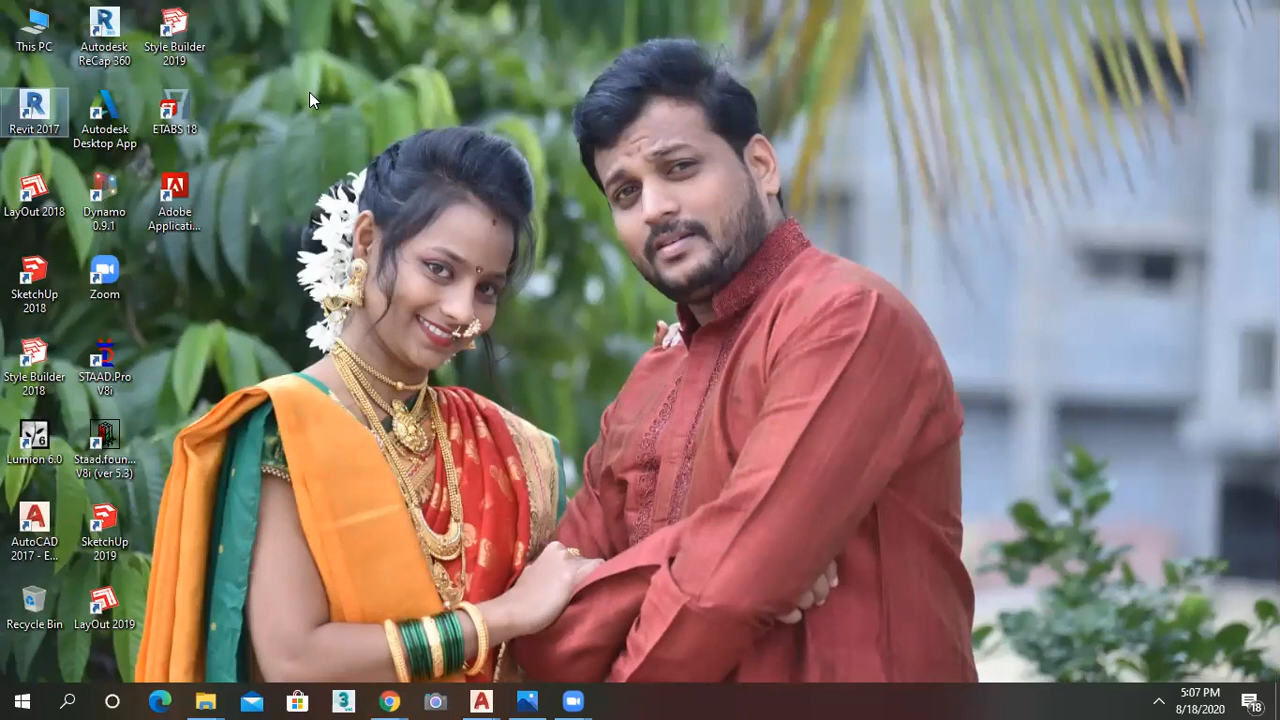 This PC
Autodesk
ReCap 360
Style Builder
2019
Revit 2017
Autodesk
Desktop App
ETABS 18
LayOut 2018
Dynamo
0.9.1
Adobe
Applicati...
SketchUp
2018
Zoom
Style Builder
2018
STAAD.Pro
V8i
Lumion 6.0
Staad.foun...
V8i (ver 5.3)
AutoCAD
2017 - E...
SketchUp
2019
Recycle Bin
LayOut 2019
5:07 PM
8/18/2020
18